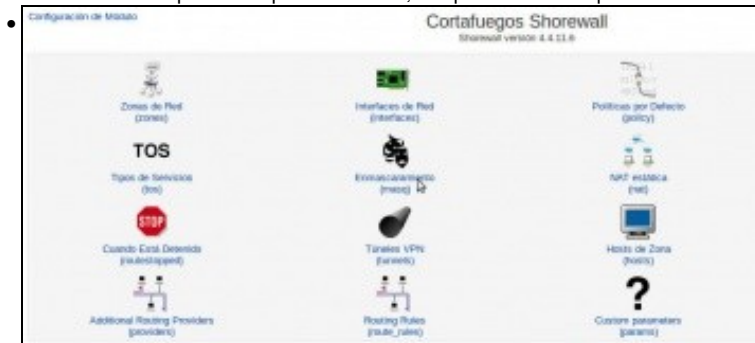 Configuración de Módulo
Cortafuegos Shorewall
Shorewall versión 4.4.11.6
Zonas de Red
(zones)
Interfaces de Red
(interfaces)
Políticas por Defecto
(policy)
TOS
Tipos de Servicios
(tos)
Enmascaramiento
(masq)
NAT estática
(nat)
STOP
Cuando Está Detenido
(routestopped)
Túneles VPN
(tunnels)
Hosts de Zona
(hosts)
Additional Routing Providers
(providers)
Routing Rules
(route_rules)
?
Custom parameters
(params)